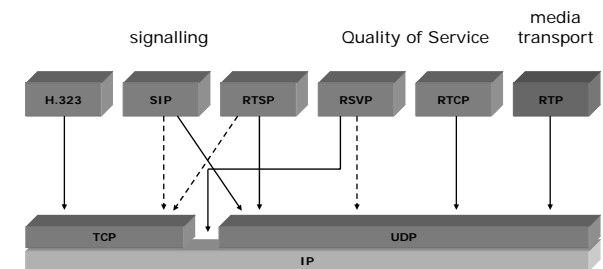 media
signalling Quality of Service transport
H.323 SIP RTSP RSVP RTCP RTP
TCP UDP
IP